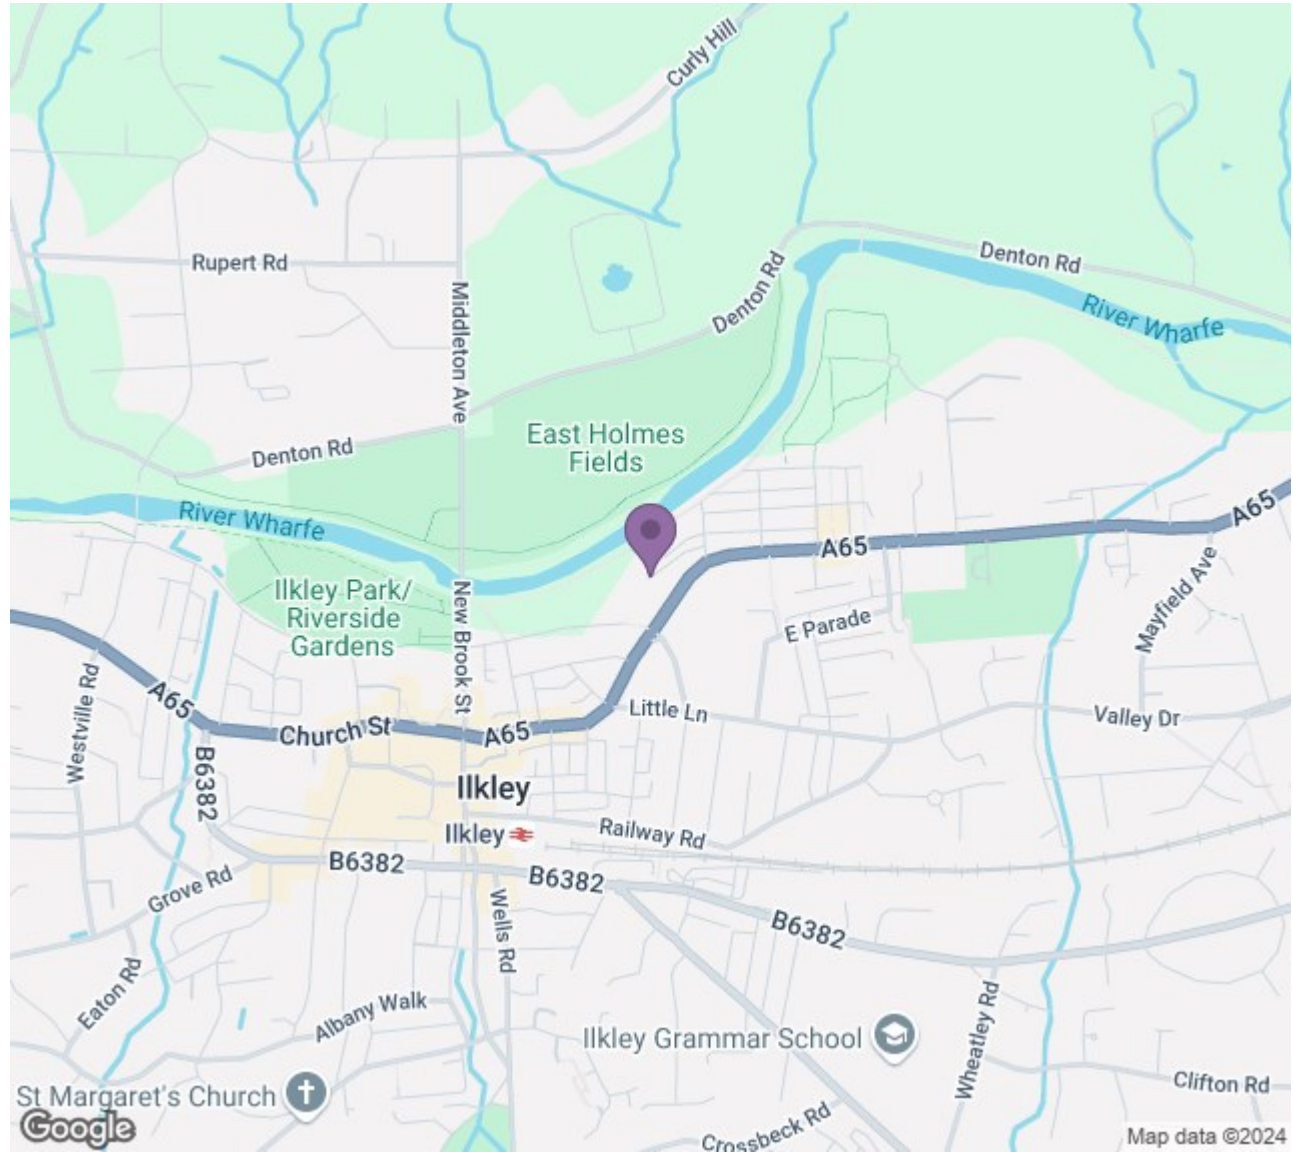 Curly Hill
Rupert Rd
Denton Rd
Denton Rd
Middleton Ave
River Wharfe
East Holmes
Fields
Denton Rd
River Wharfe
A65
A65
Ilkley Park/
Riverside
Gardens
New Brook St
E Parade
Mayfield Ave
Westville Rd
A65
Church St
A65
Little Ln
Valley Dr
B6382
Ilkley
Ilkley
Railway Rd
B6382
B6382
Grove Rd
Wells Rd
B6382
Eaton Rd
Albany Walk
Ilkley Grammar School
Wheatley Rd
St Margaret's Church
Clifton Rd
Google
Crossbeck Rd
Map data ©2024